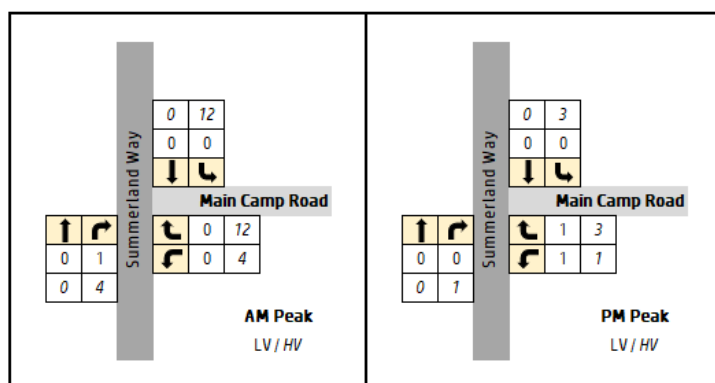 0 12
0 0
Summerland Way
Main Camp Road
0 12
0 1
0 4
0 4
AM Peak
LV / HV
0 3
0 0
Summerland Way
Main Camp Road
1 3
0 0
1 1
0 1
PM Peak
LV / HV